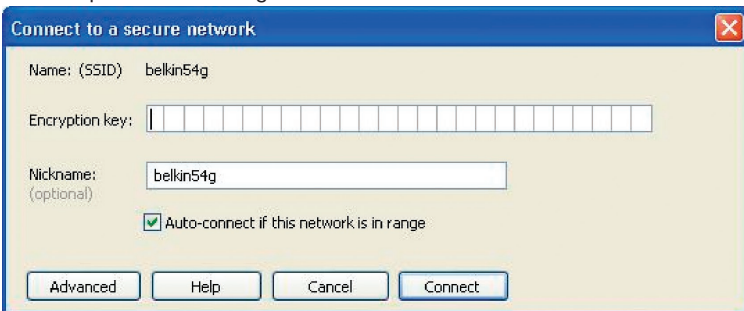 Connect to a secure network
Name: (SSID) belkin54g
Encryption key:
Nickname: belkin54g
(optional)
Auto-connect if this network is in range
Advanced Help Cancel Connect